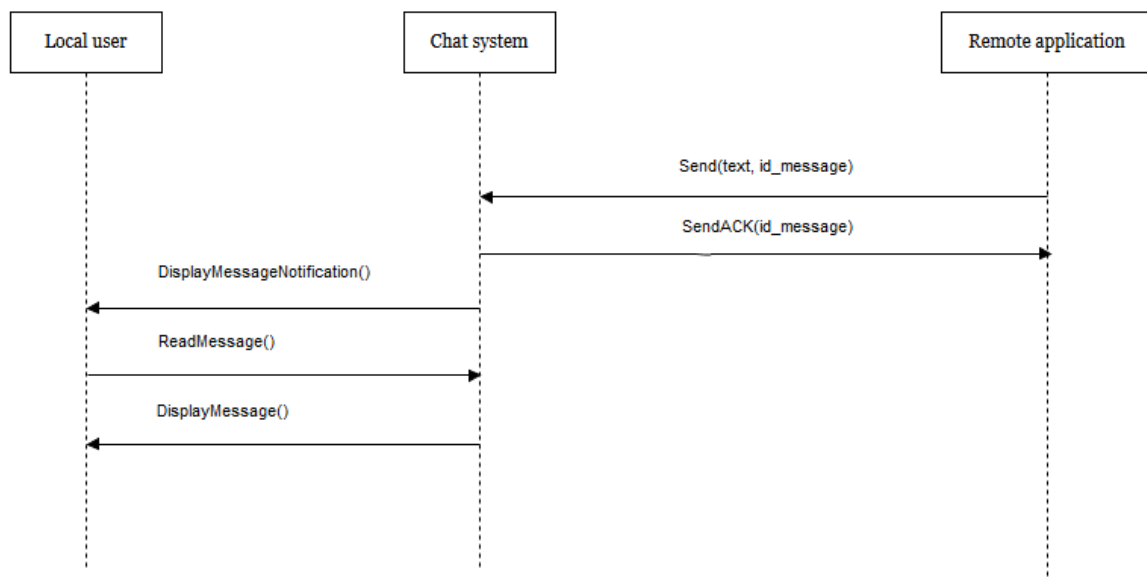 Local user
Chat system
Remote application
Send(text, id_message)
SendACK(id_message)
DisplayMessageNotification()
ReadMessage()
DisplayMessage()